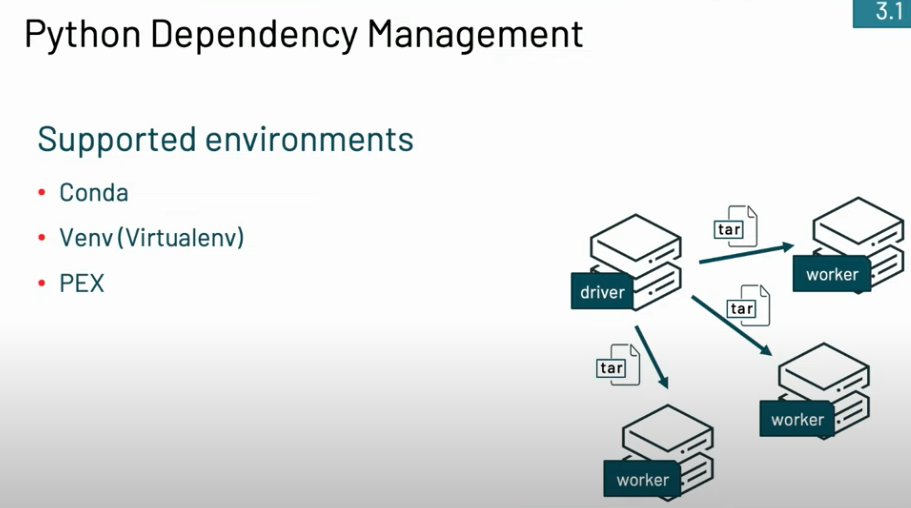 Python Dependency Management
3.1
Supported environments
• Conda
• Venv (Virtualenv)
• PEX
tar
driver
worker
tar
tar
worker
worker